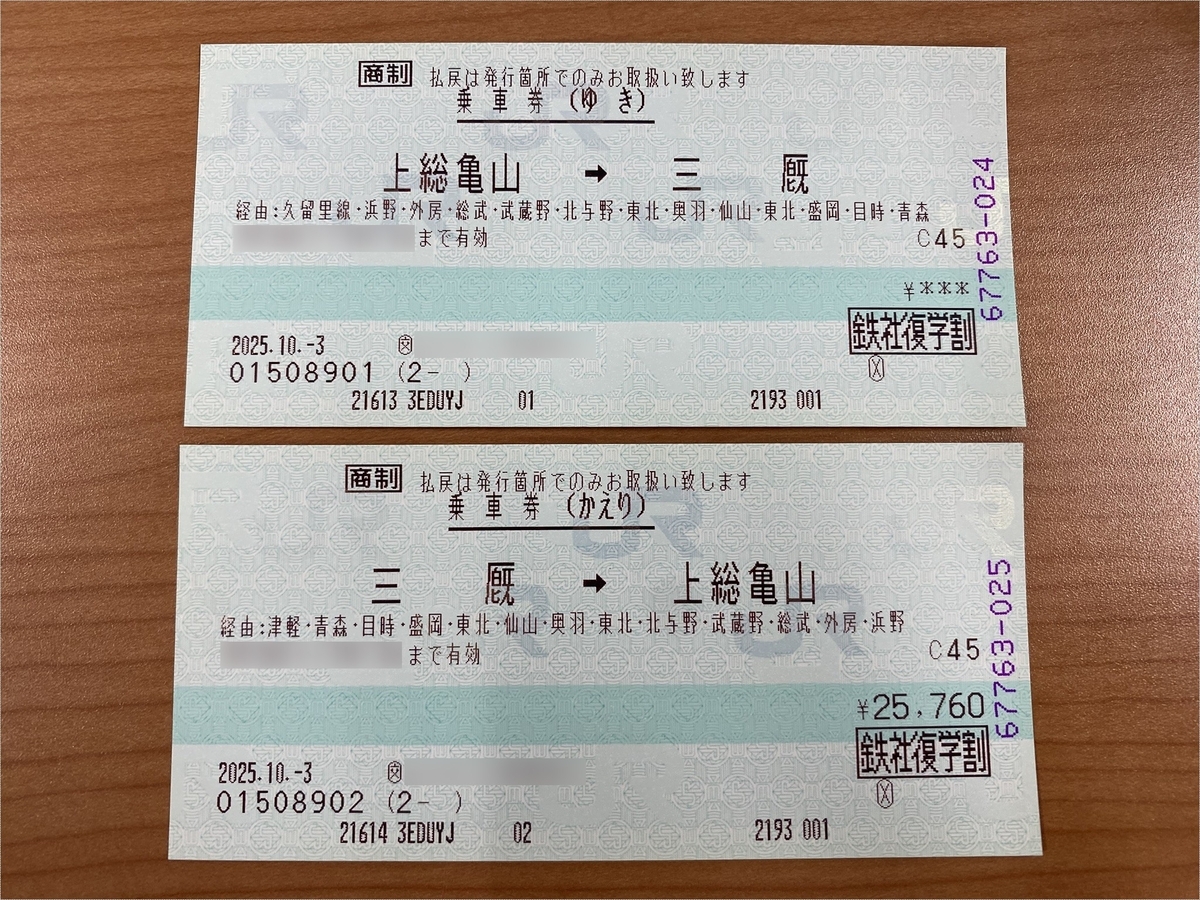 商制 払戻は発行箇所でのみお取扱い致します
乗車券(ゆき)
上総亀山 → 三厩
経由:久留里線・浜野・外房・総武・武蔵野・北与野・東北・奥羽・仙山・東北・盛岡・目時・青森
まで有効 C45
¥***
鉄社復学割
2025.10.-3 交
01508901 (2- ) 〤
21613 3EDUYJ 01 2193 001
67763-024
商制 払戻は発行箇所でのみお取扱い致します
乗車券(かえり)
三厩 → 上総亀山
経由:津軽・青森・目時・盛岡・東北・仙山・奥羽・東北・北与野・武蔵野・総武・外房・浜野
まで有効 C45
¥25,760
鉄社復学割
2025.10.-3 交
01508902 (2- ) 〤
21614 3EDUYJ 02 2193 001
67763-025